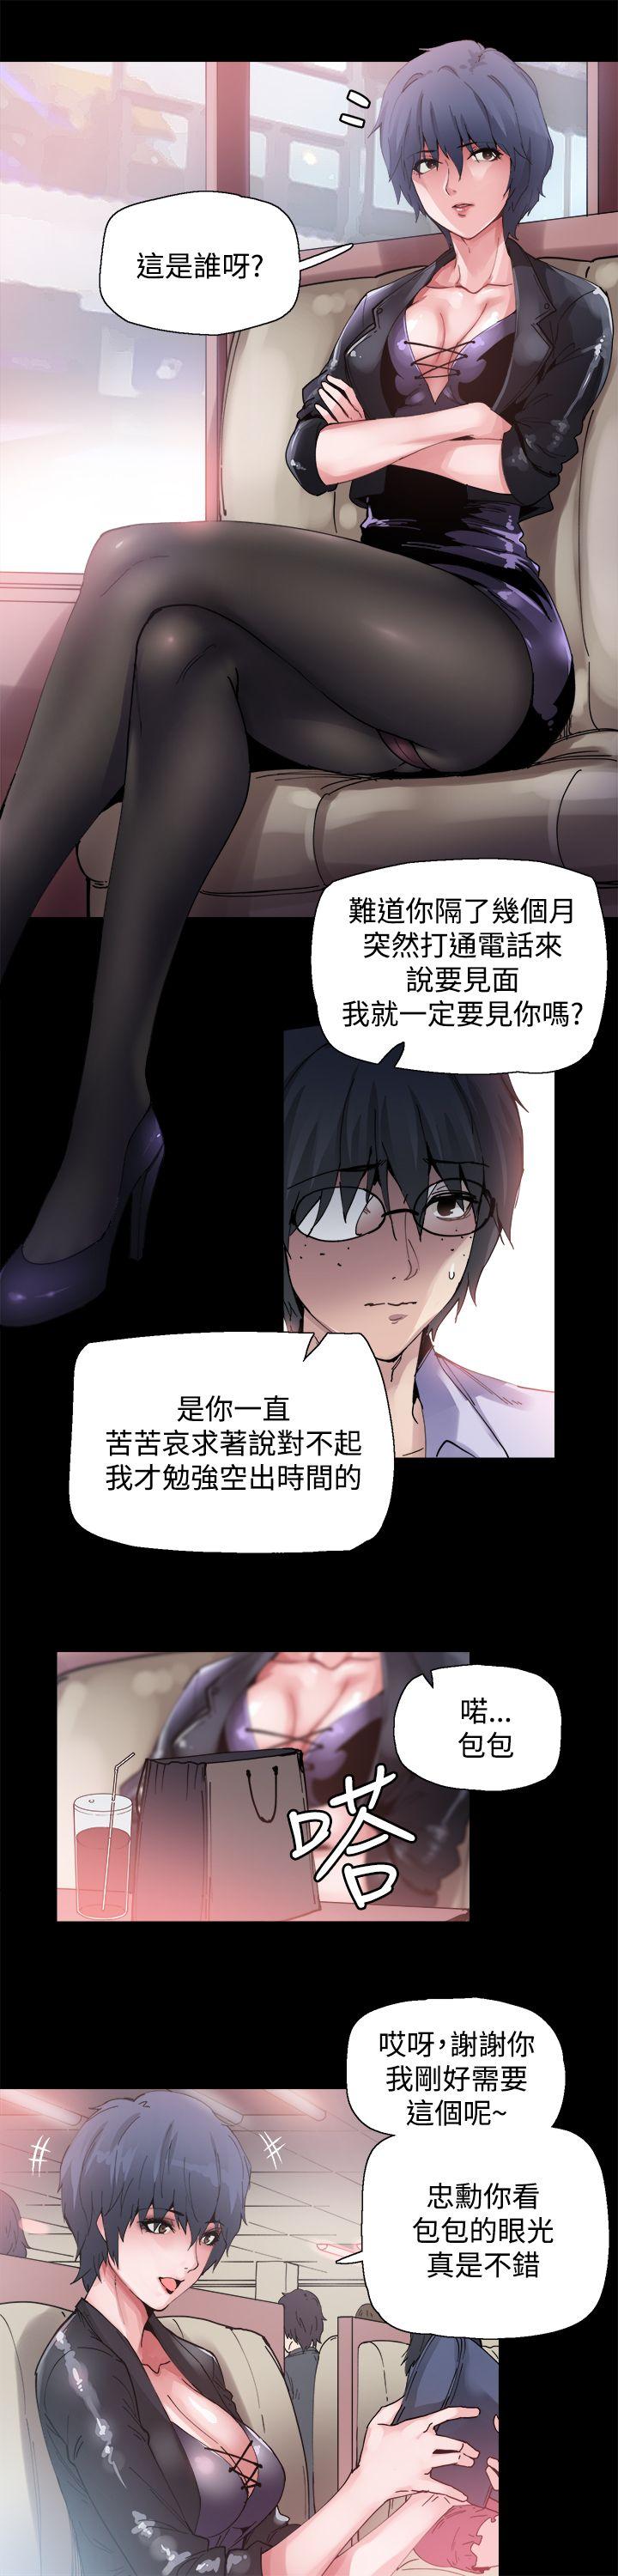 這是誰呀?
難道你隔了幾個月
突然打通電話來
說要見面
我就一定要見你嗎?
是你一直
苦苦哀求著說對不起
我才勉強空出時間的
喏...
包包
嗒
哎呀,謝謝你
我剛好需要
這個呢~
忠勳你看
包包的眼光
真是不錯